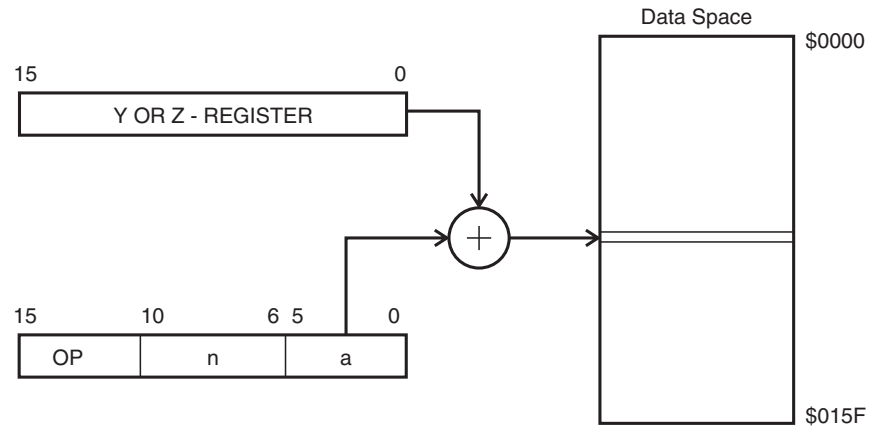 Data Space
$0000
15 0
Y OR Z - REGISTER
+
15 10 6 5 0
OP n a
$015F